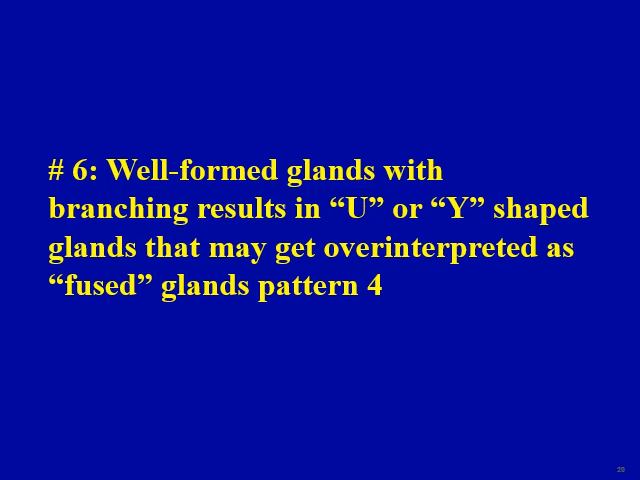 # 6: Well-formed glands with
branching results in “U” or “Y” shaped
glands that may get overinterpreted as
“fused” glands pattern 4
20